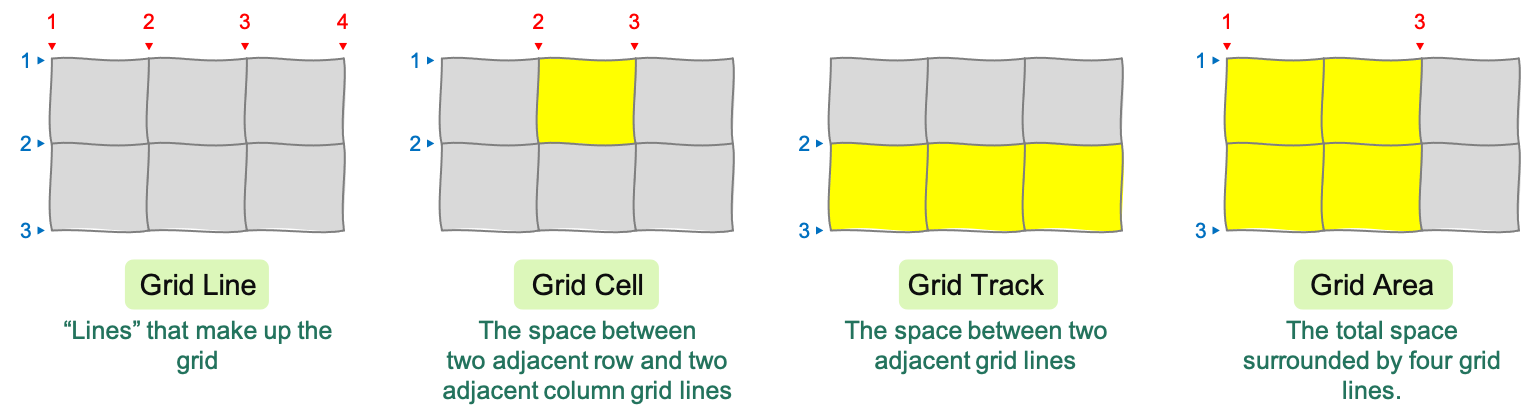 1 2 3 4
1
2
3
Grid Line
“Lines” that make up the
grid
2 3
1
2
Grid Cell
The space between
two adjacent row and two
adjacent column grid lines
2
3
Grid Track
The space between two
adjacent grid lines
1 3
1
3
Grid Area
The total space
surrounded by four grid
lines.